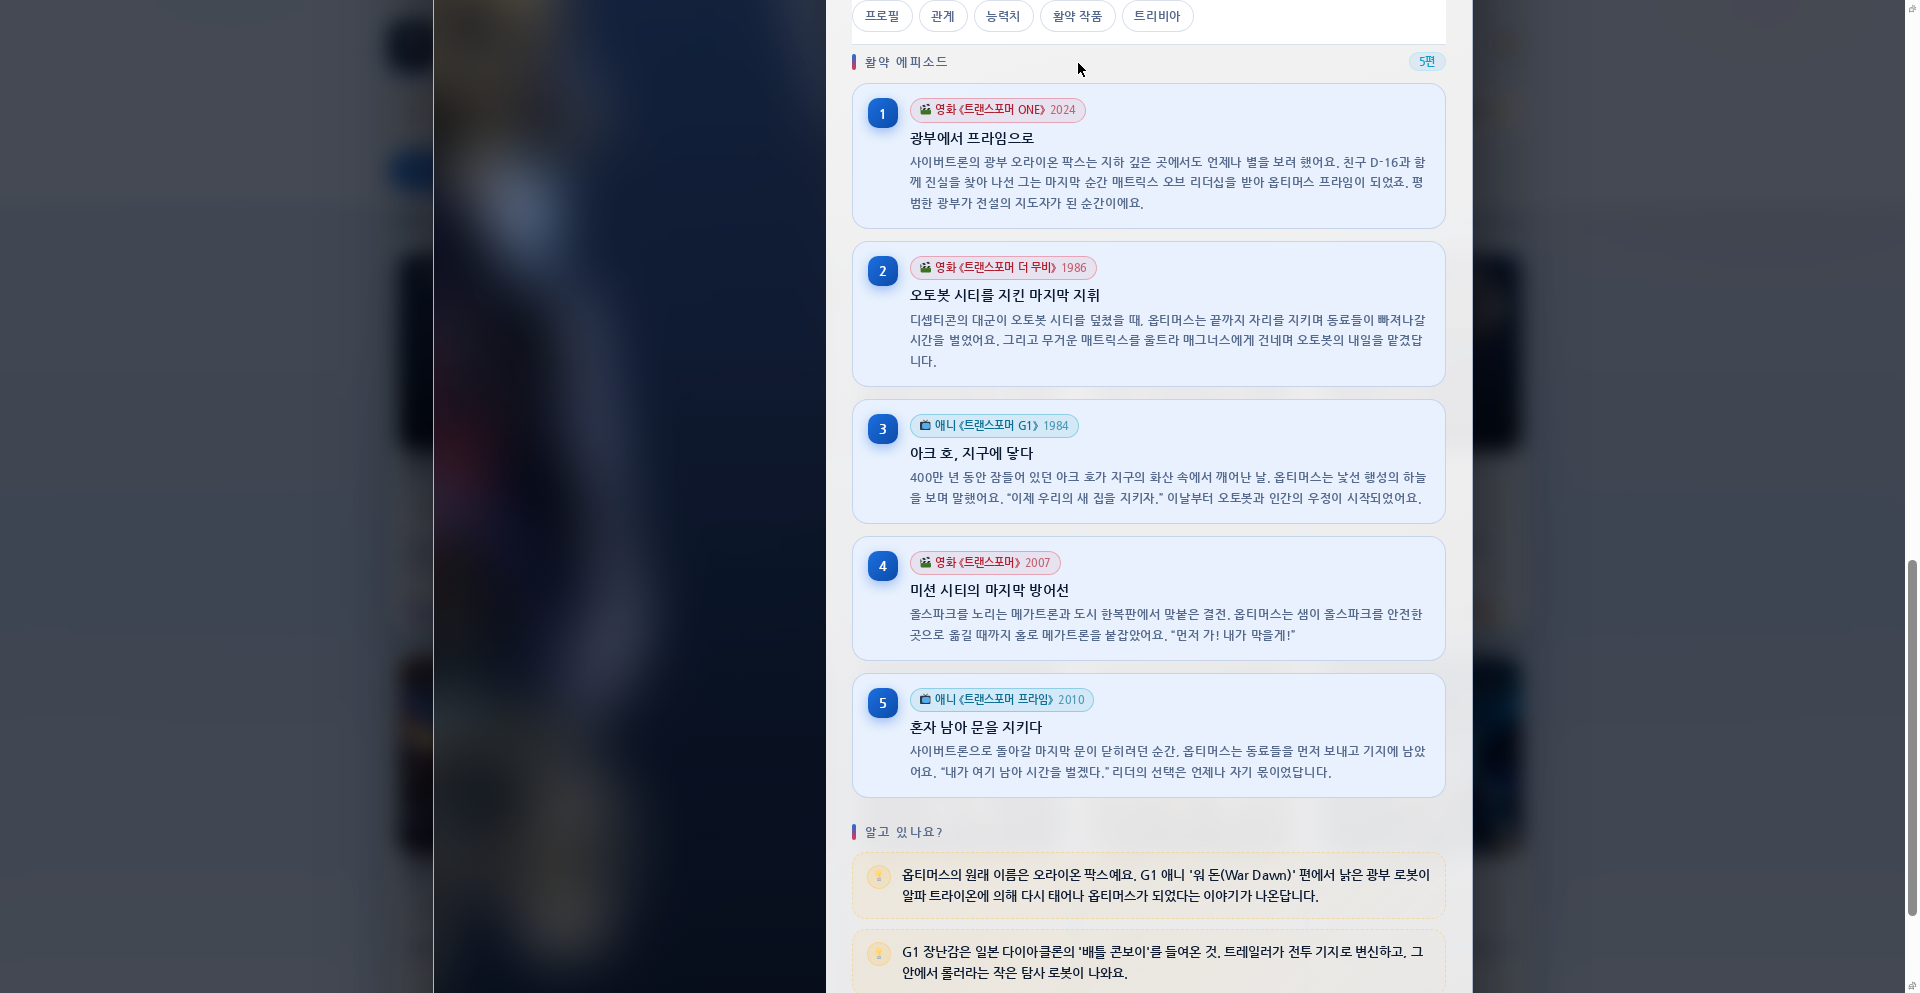 프로필
관계
능력치
활약 작품
트리비아
활약 에피소드
5편
1
영화 《트랜스포머 ONE》 2024
광부에서 프라임으로
사이버트론의 광부 오라이온 팍스는 지하 깊은 곳에서도 언제나 별을 보려 했어요. 친구 D-16과 함
께 진실을 찾아 나선 그는 마지막 순간 매트릭스 오브 리더십을 받아 옵티머스 프라임이 되었죠. 평
범한 광부가 전설의 지도자가 된 순간이에요.
2
영화 《트랜스포머 더 무비》 1986
오토봇 시티를 지킨 마지막 지휘
디셉티콘의 대군이 오토봇 시티를 덮쳤을 때, 옵티머스는 끝까지 자리를 지키며 동료들이 빠져나갈
시간을 벌었어요. 그리고 무거운 매트릭스를 울트라 매그너스에게 건네며 오토봇의 내일을 맡겼답
니다.
3
애니 《트랜스포머 G1》 1984
아크 호, 지구에 닿다
400만 년 동안 잠들어 있던 아크 호가 지구의 화산 속에서 깨어난 날. 옵티머스는 낯선 행성의 하늘
을 보며 말했어요. "이제 우리의 새 집을 지키자." 이날부터 오토봇과 인간의 우정이 시작되었어요.
4
영화 《트랜스포머》 2007
미션 시티의 마지막 방어선
올스파크를 노리는 메가트론과 도시 한복판에서 맞붙은 결전. 옵티머스는 샘이 올스파크를 안전한
곳으로 옮길 때까지 홀로 메가트론을 붙잡았어요. "먼저 가! 내가 막을게!"
5
애니 《트랜스포머 프라임》 2010
혼자 남아 문을 지키다
사이버트론으로 돌아갈 마지막 문이 닫히려던 순간. 옵티머스는 동료들을 먼저 보내고 기지에 남았
어요. "내가 여기 남아 시간을 벌겠다." 리더의 선택은 언제나 자기 몫이었답니다.
알고 있나요?
옵티머스의 원래 이름은 오라이온 팍스예요. G1 애니 '워 돈(War Dawn)' 편에서 낡은 광부 로봇이
알파 트라이온에 의해 다시 태어나 옵티머스가 되었다는 이야기가 나온답니다.
G1 장난감은 일본 다이아클론의 '배틀 콘보이'를 들여온 것. 트레일러가 전투 기지로 변신하고, 그
안에서 롤러라는 작은 탐사 로봇이 나와요.